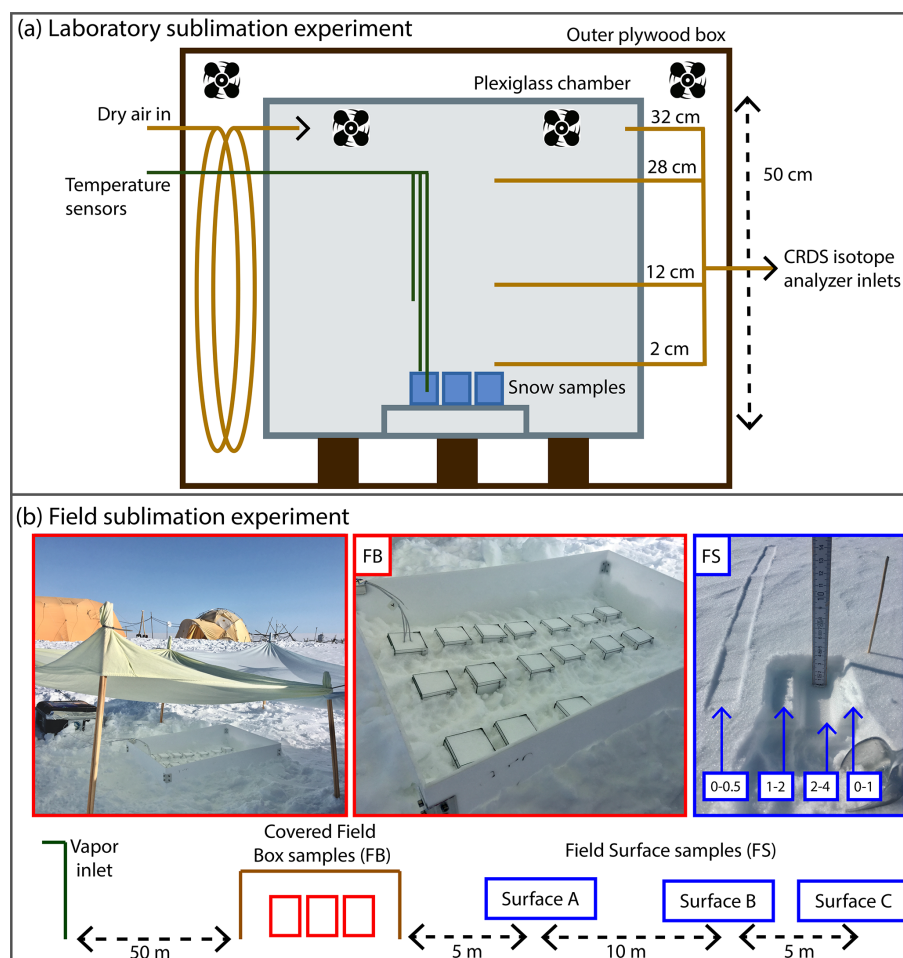 (a) Laboratory sublimation experiment
Outer plywood box
Plexiglass chamber
Dry air in
32 cm
Temperature
sensors
28 cm
50 cm
CRDS isotope
analyzer inlets
12 cm
2 cm
Snow samples
(b) Field sublimation experiment
FB
FS
0-0.5
1-2
2-4
0-1
Vapor
inlet
Covered Field
Box samples (FB)
Field Surface samples (FS)
Surface A
Surface B
Surface C
50 m
5 m
10 m
5 m